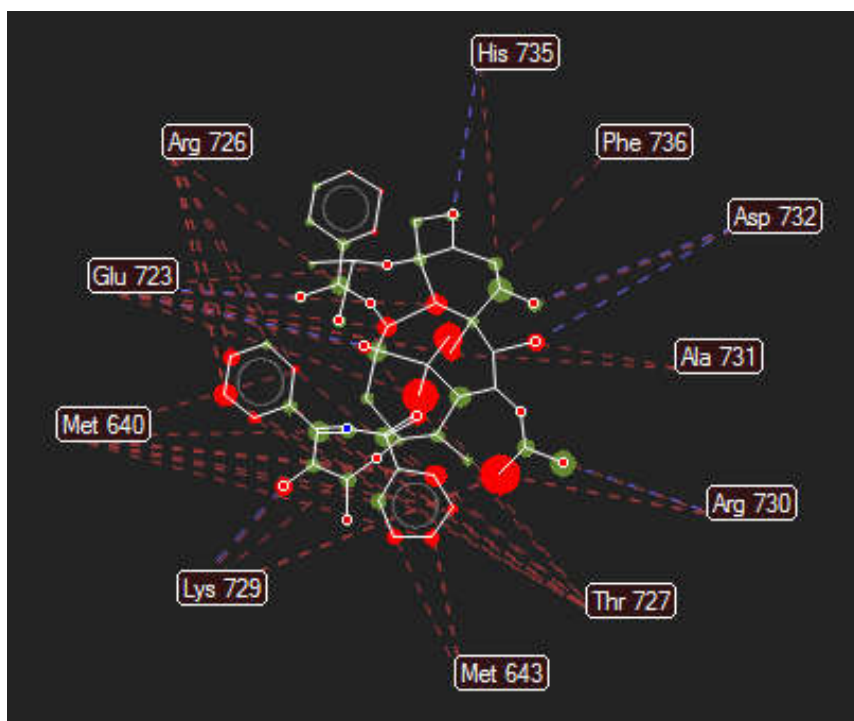 His 735
Arg 726
Phe 736
Asp 732
Glu 723
Ala 731
Met 640
Arg 730
Lys 729
Thr 727
Met 643